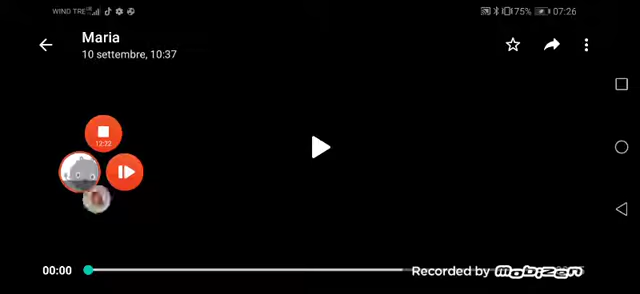 WIND TRE
75%
07:26
Maria
10 settembre, 10:37
12:22
00:00
Recorded by mobizen